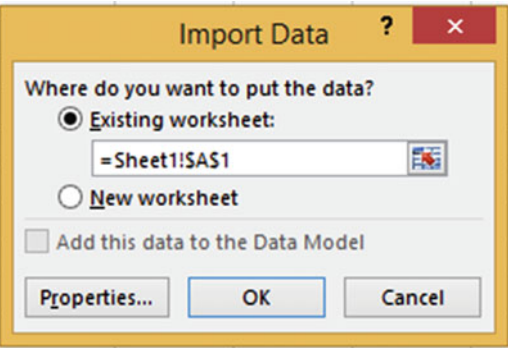 Import Data ?
Where do you want to put the data?
Existing worksheet:
=Sheet1!$A$1
New worksheet
Add this data to the Data Model
Properties... OK Cancel